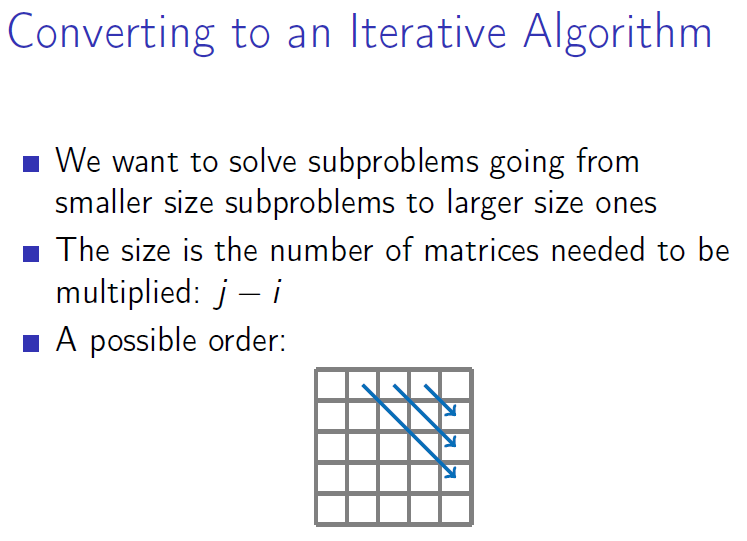 Converting to an Iterative Algorithm
We want to solve subproblems going from
smaller size subproblems to larger size ones
The size is the number of matrices needed to be
multiplied: j − i
A possible order: